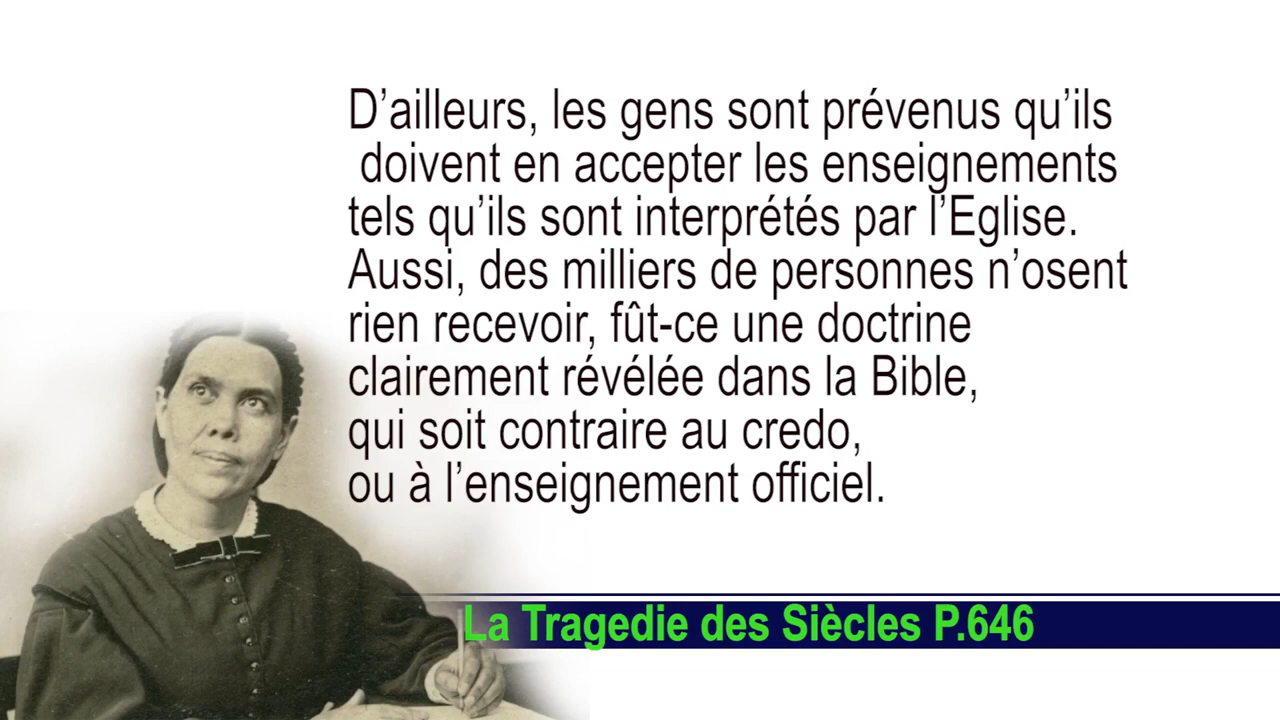 D’ailleurs, les gens sont prévenus qu’ils
doivent en accepter les enseignements
tels qu’ils sont interprétés par l’Eglise.
Aussi, des milliers de personnes n’osent
rien recevoir, fût-ce une doctrine
clairement révélée dans la Bible,
qui soit contraire au credo,
ou à l’enseignement officiel.
La Tragedie des Siècles P.646